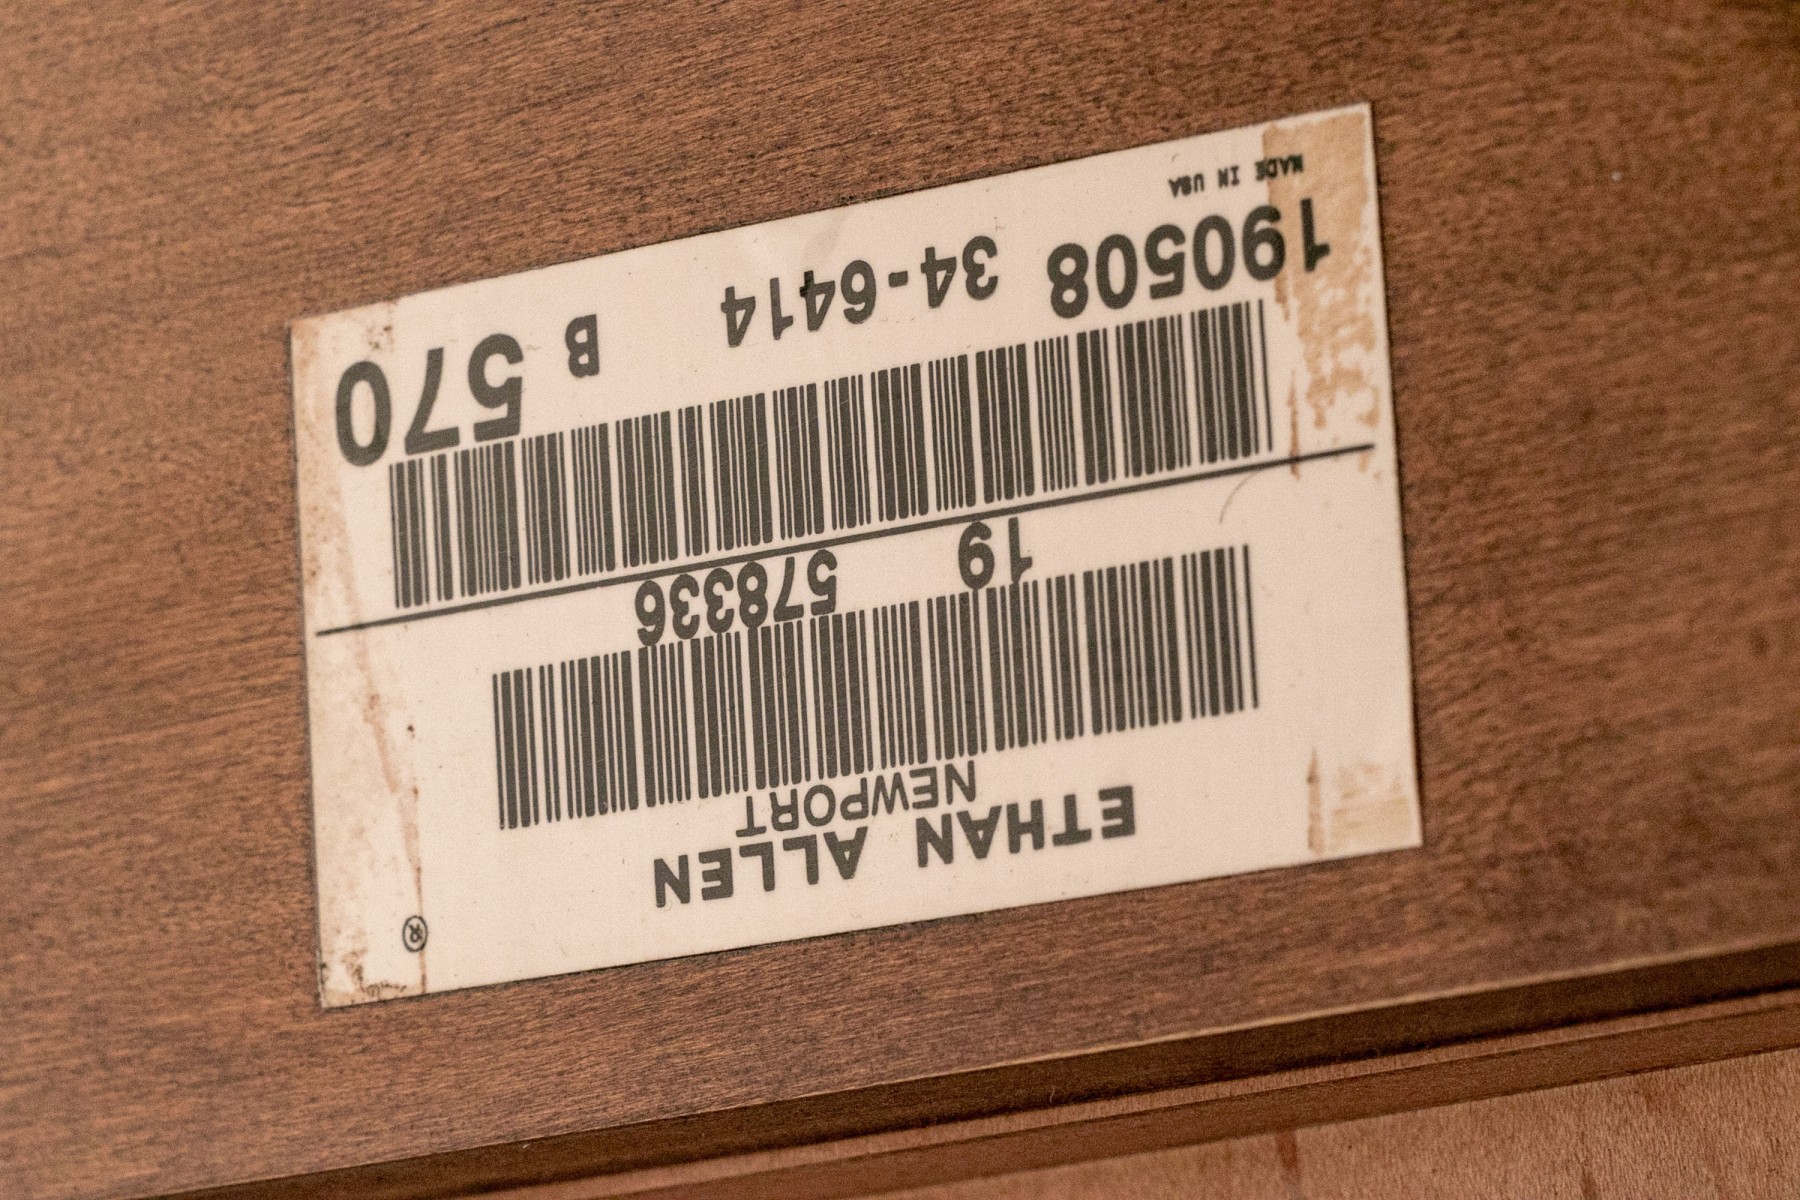 ®
ETHAN ALLEN
NEWPORT
19 578336
190508 34-6414 B 570
MADE IN USA